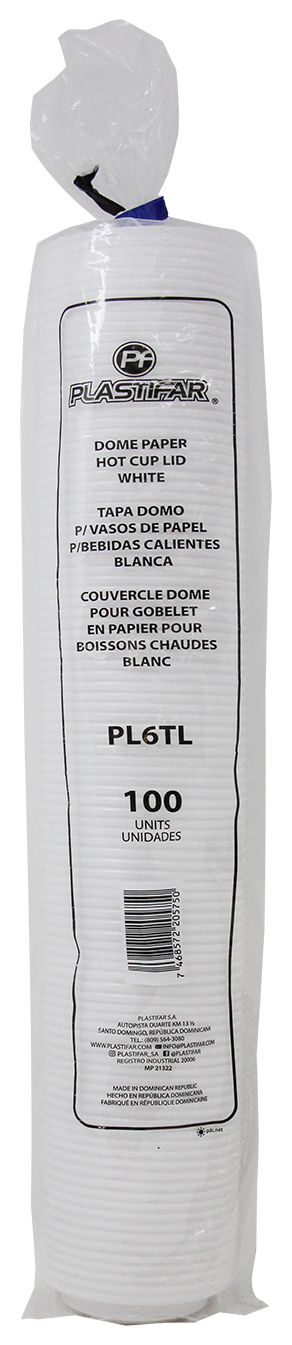 Pf
PLASTIFAR®
DOME PAPER
HOT CUP LID
WHITE
TAPA DOMO
P/VASOS DE PAPEL
P/BEBIDAS CALIENTES
BLANCA
COUVERCLE DOME
POUR GOBELET
EN PAPIER POUR
BOISSONS CHAUDES
BLANC
PL6TL
100
UNITS
UNIDADES
7 468572 205750
PLASTIFAR S.A.
AUTOPISTA DUARTE KM 13 ½
SANTO DOMINGO, REPÚBLICA DOMINICANA
TEL.: (809) 564-3080
WWW.PLASTIFAR.COM INFO@PLASTIFAR.COM
PLASTIFAR_SA @PLASTIFAR
REGISTRO INDUSTRIAL 20006
MP 21322
MADE IN DOMINICAN REPUBLIC
HECHO EN REPÚBLICA DOMINICANA
FABRIQUÉ EN RÉPUBLIQUE DOMINICAINE
pdc.net